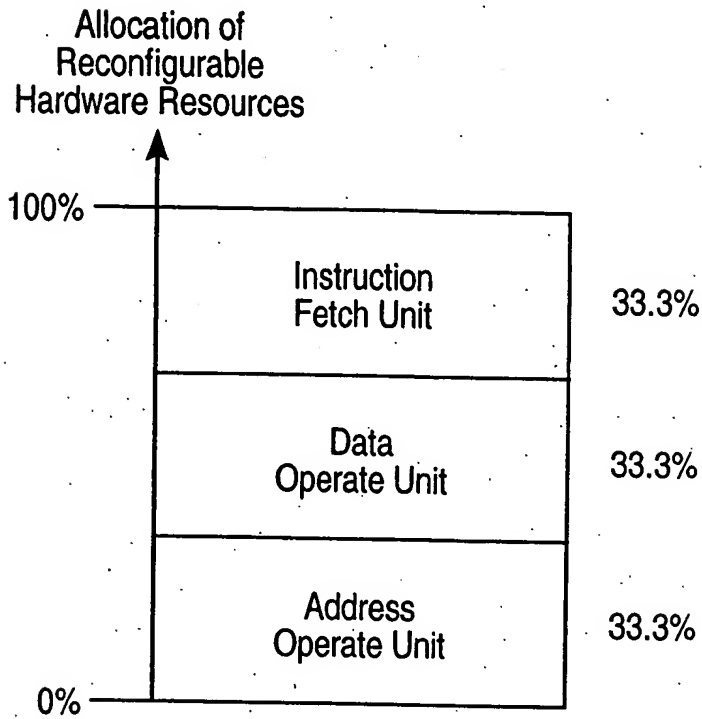 Allocation of
Reconfigurable
Hardware Resources
100%
Instruction
Fetch Unit
33.3%
Data
Operate Unit
33.3%
Address
Operate Unit
33.3%
0%